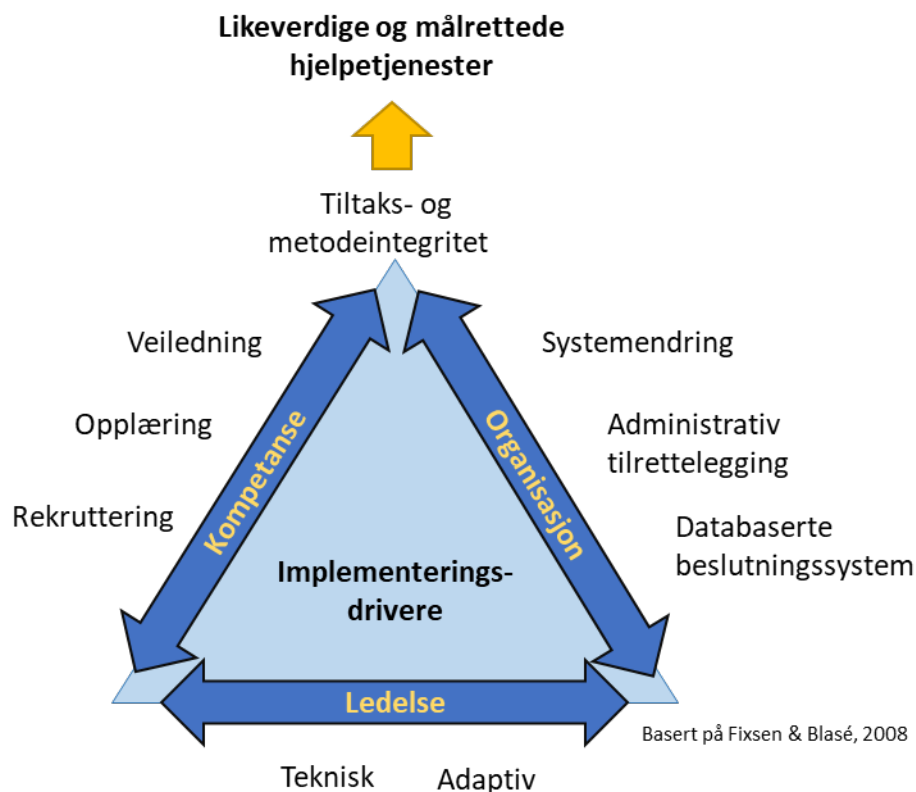 Likeverdige og målrettede
hjelpetjenester
Tiltaks- og
metodeintegritet
Veiledning
Opplæring
Rekruttering
Kompetanse
Systemendring
Administrativ
tilrettelegging
Databaserte
beslutningssystem
Organisasjon
Implementerings-
drivere
Ledelse
Basert på Fixsen & Blasé, 2008
Teknisk
Adaptiv